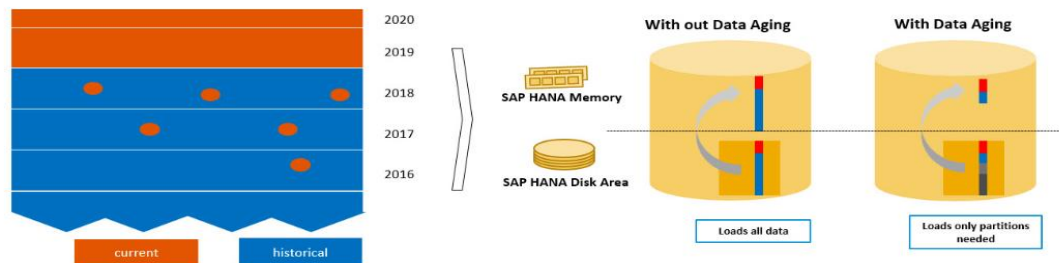 2020
2019
2018
2017
2016
current
historical
SAP HANA Memory
SAP HANA Disk Area
With out Data Aging
Loads all data
With Data Aging
Loads only partitions
needed